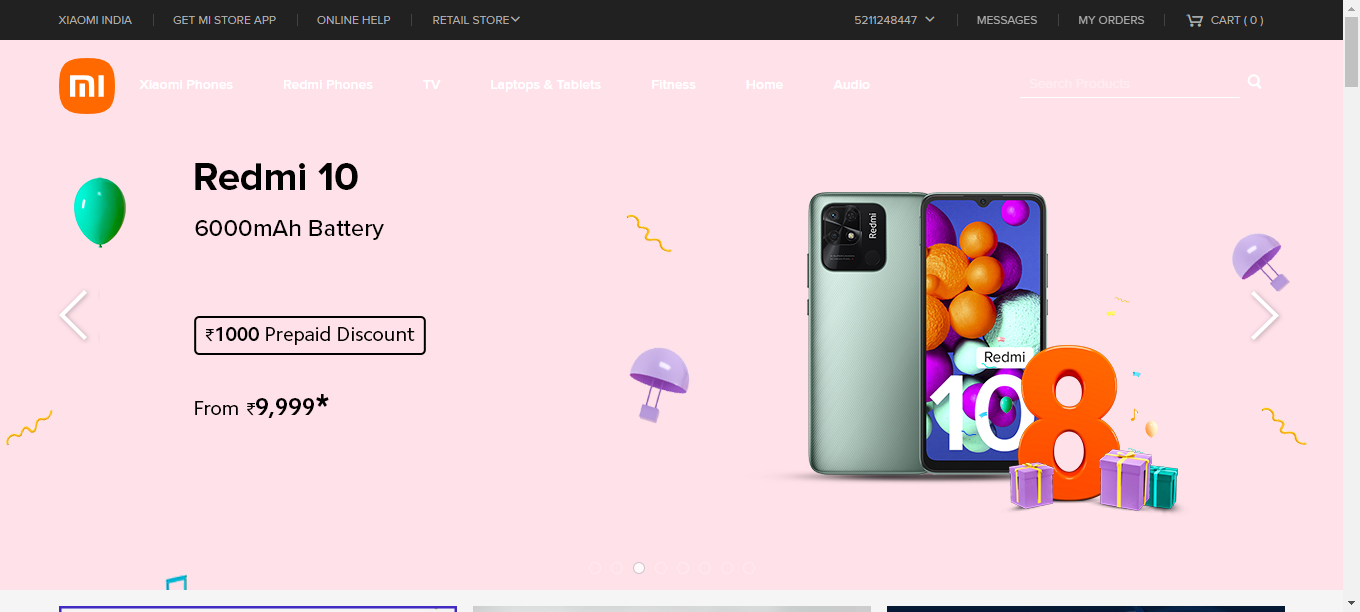 XIAOMI INDIA GET MI STORE APP ONLINE HELP RETAIL STORE 5211248447 MESSAGES MY ORDERS CART ( 0 )
mi Xiaomi Phones Redmi Phones TV Laptops & Tablets Fitness Home Audio Search Products
Redmi 10
6000mAh Battery
₹1000 Prepaid Discount
From ₹9,999*
Redmi
Redmi
10
8